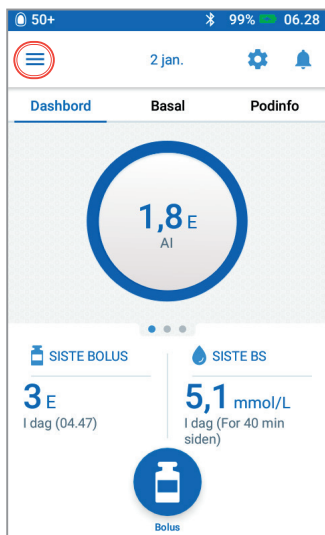 50+ 99% 06.28
2 jan.
Dashbord Basal Podinfo
1,8 E
AI
SISTE BOLUS SISTE BS
3 E 5,1 mmol/L
I dag (04.47) I dag (For 40 min
siden)
Bolus